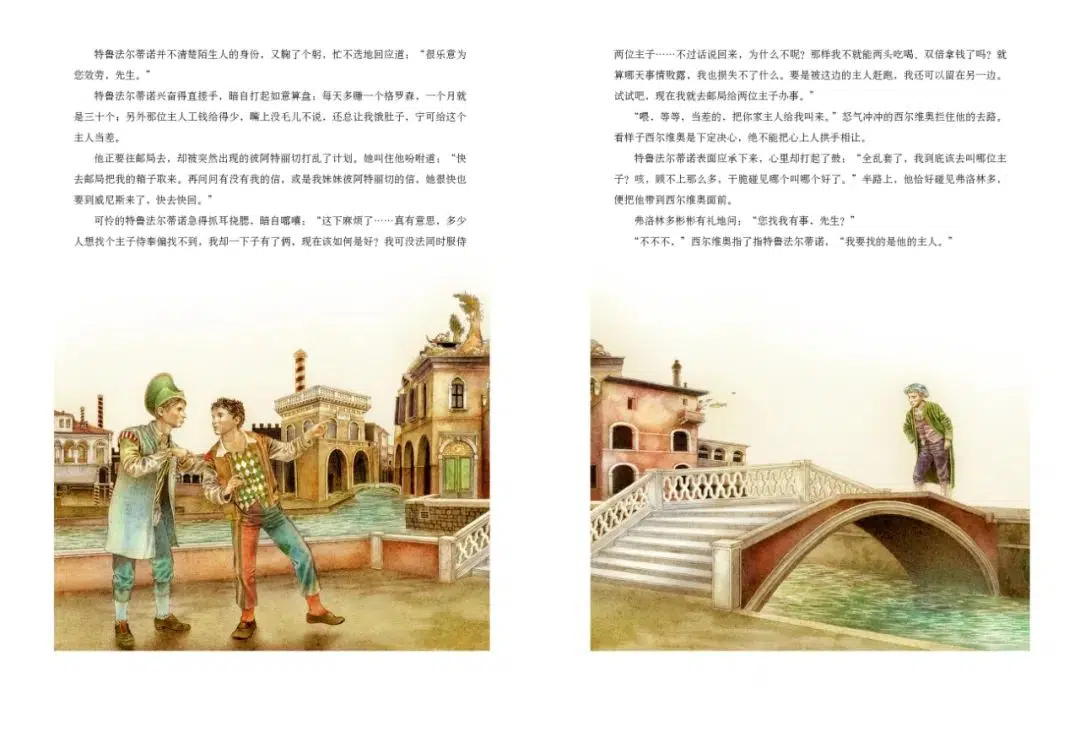 特鲁法尔蒂诺并不清楚陌生人的身份，又鞠了个躬，忙不迭地回应道：“很乐意为
您效劳，先生。”
特鲁法尔蒂诺兴奋得直搓手，暗自打起如意算盘：每天多赚一个格罗森，一个月就
是三十个；另外那位主人工钱给得少，嘴上没毛儿不说，还总让我饿肚子，宁可给这个
主人当差。
他正要往邮局去，却被突然出现的彼阿特丽切打乱了计划。她叫住他吩咐道：“快
去邮局把我的箱子取来。再问问有没有我的信，或是我妹妹彼阿特丽切的信，她很快也
要到威尼斯来了，快去快回。”
可怜的特鲁法尔蒂诺急得抓耳挠腮，暗自嘀嚷：“这下麻烦了……真有意思，多少
人想找个主子侍奉偏找不到，我却一下子有了俩，现在该如何是好？我可没法同时服侍
两位主子……不过话说回来，为什么不呢？那样我不就能两头吃喝、双倍拿钱了吗？就
算哪天事情败露，我也损失不了什么。要是被这边的主人赶跑，我还可以留在另一边。
试试吧，现在我就去邮局给两位主子办事。”
“喂，等等，当差的，把你家主人给我叫来。”怒气冲冲的西尔维奥拦住他的去路。
看样子西尔维奥是下定决心，绝不能把心上人拱手相让。
特鲁法尔蒂诺表面应承下来，心里却打起了鼓：“全乱套了，我到底该去叫哪位主
子？咳，顾不上那么多，干脆碰见哪个叫哪个好了。”半路上，他恰好碰见弗洛林多，
便把他带到西尔维奥面前。
弗洛林多彬彬有礼地问：“您找我有事，先生？”
“不不不，”西尔维奥指了指特鲁法尔蒂诺，“我要找的是他的主人。”